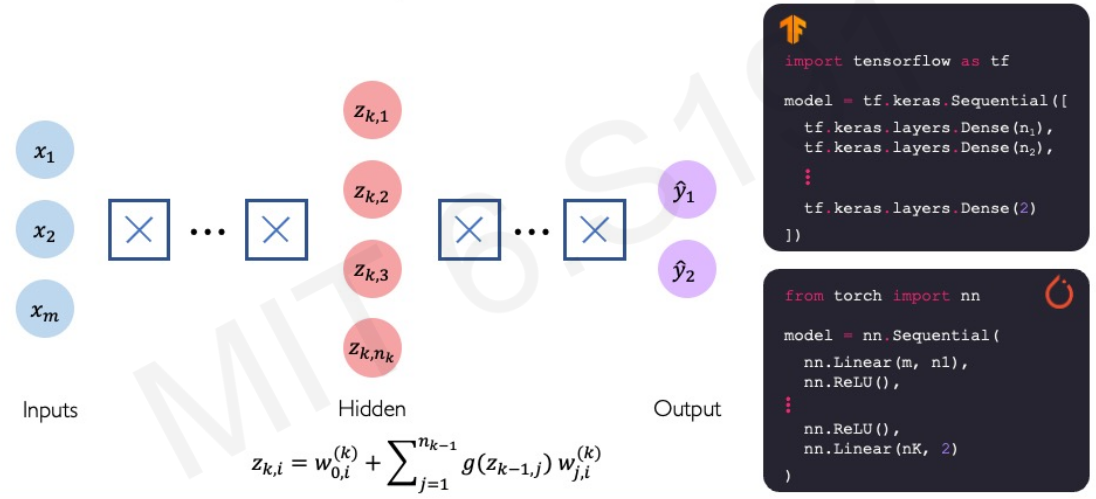 x₁
x₂
xₘ
Inputs
...
z_{k,1}
z_{k,2}
z_{k,3}
z_{k,n_k}
Hidden
...
ŷ₁
ŷ₂
Output
z_{k,i} = w_{0,i}^{(k)} + ∑_{j=1}^{n_{k-1}} g(z_{k-1,j}) w_{j,i}^{(k)}
import tensorflow as tf
model = tf.keras.Sequential([
tf.keras.layers.Dense(n₁),
tf.keras.layers.Dense(n₂),
⋮
tf.keras.layers.Dense(2)
])
from torch import nn
model = nn.Sequential(
nn.Linear(m, n1),
nn.ReLU(),
⋮
nn.ReLU(),
nn.Linear(nK, 2)
)
MIT 6.S191